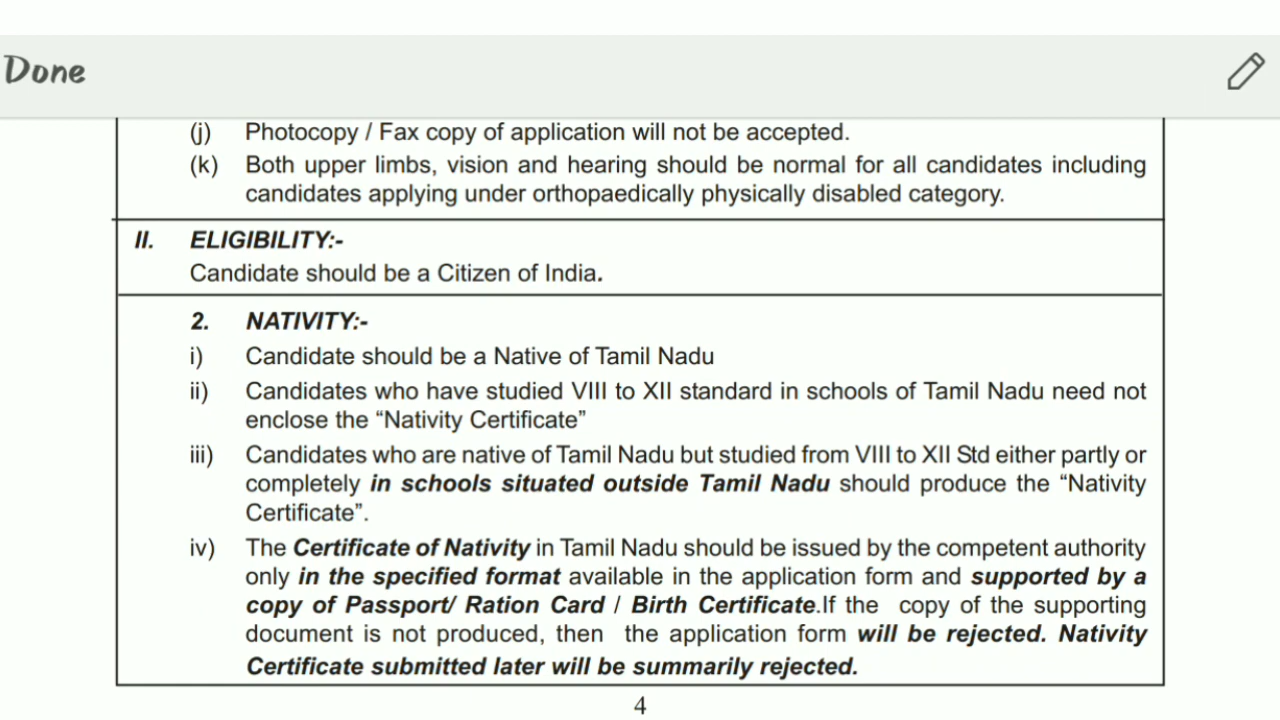 Done
(j) Photocopy / Fax copy of application will not be accepted.
(k) Both upper limbs, vision and hearing should be normal for all candidates including
candidates applying under orthopaedically physically disabled category.
II. ELIGIBILITY:-
Candidate should be a Citizen of India.
2. NATIVITY:-
i) Candidate should be a Native of Tamil Nadu
ii) Candidates who have studied VIII to XII standard in schools of Tamil Nadu need not
enclose the “Nativity Certificate”
iii) Candidates who are native of Tamil Nadu but studied from VIII to XII Std either partly or
completely in schools situated outside Tamil Nadu should produce the “Nativity
Certificate”.
iv) The Certificate of Nativity in Tamil Nadu should be issued by the competent authority
only in the specified format available in the application form and supported by a
copy of Passport/ Ration Card / Birth Certificate.If the copy of the supporting
document is not produced, then the application form will be rejected. Nativity
Certificate submitted later will be summarily rejected.
4